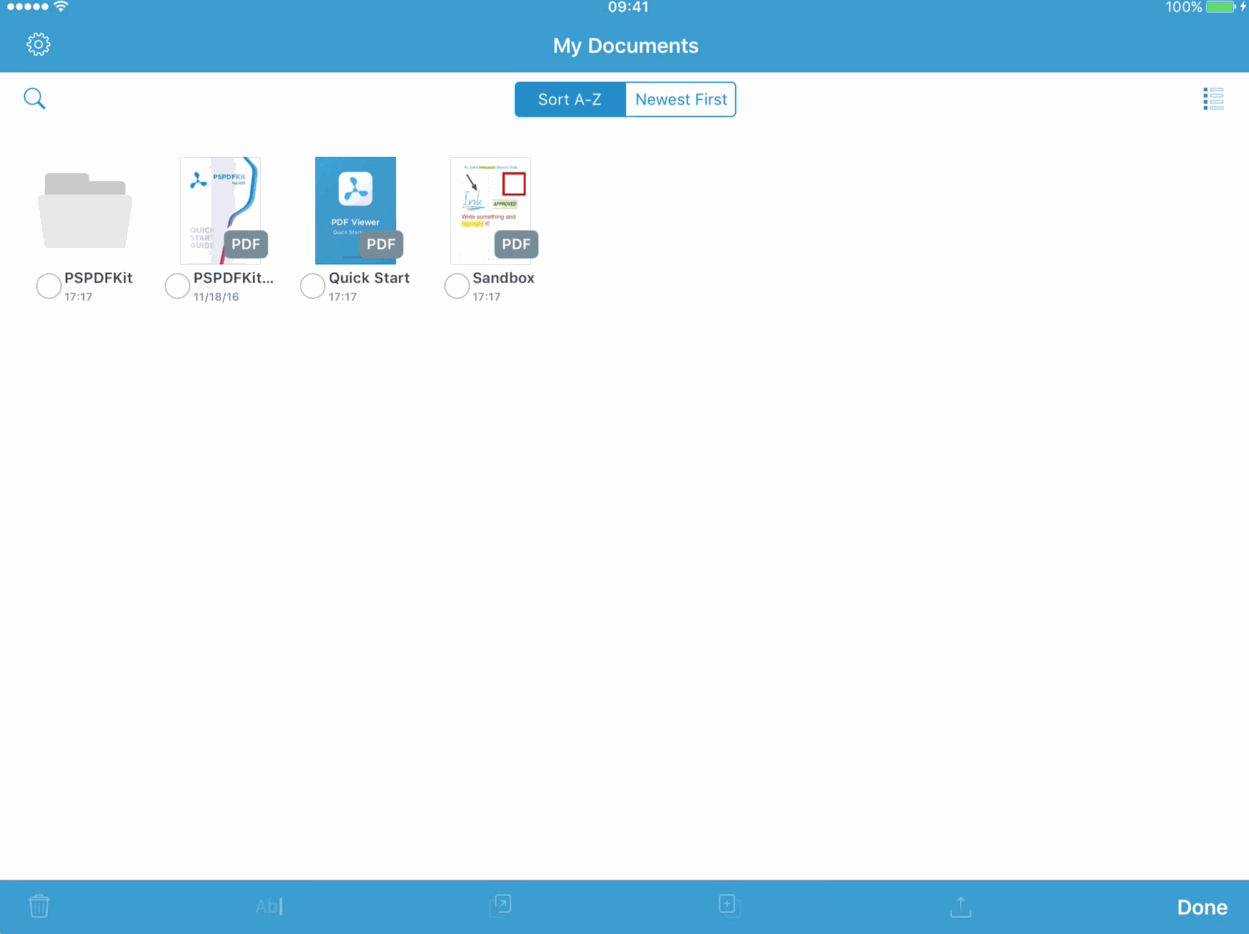 09:41
100%
My Documents
Sort A-Z
Newest First
PSPDFKit
QUICK
START
GUIDE
PDF
PDF Viewer
PDF
Ink
APPROVED
Write something and
highlight it!
PDF
PSPDFKit
17:17
PSPDFKit...
11/18/16
Quick Start
17:17
Sandbox
17:17
Ab
Done